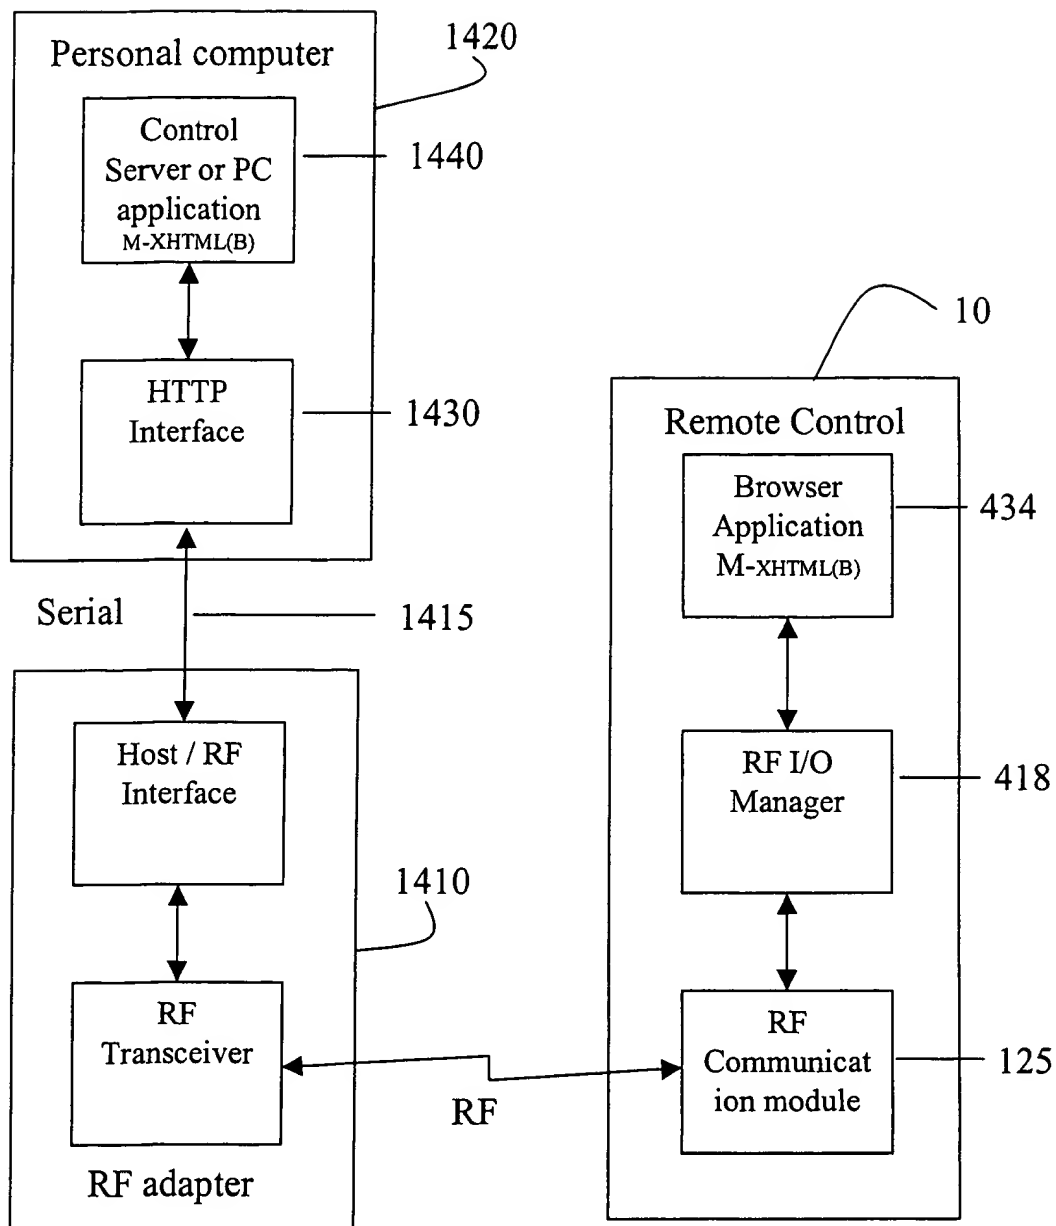 Personal computer
1420
Control
Server or PC
application
M-XHTML(B)
1440
HTTP
Interface
1430
Serial
1415
Host / RF
Interface
1410
RF
Transceiver
RF adapter
RF
10
Remote Control
Browser
Application
M-XHTML(B)
434
RF I/O
Manager
418
RF
Communicat
ion module
125